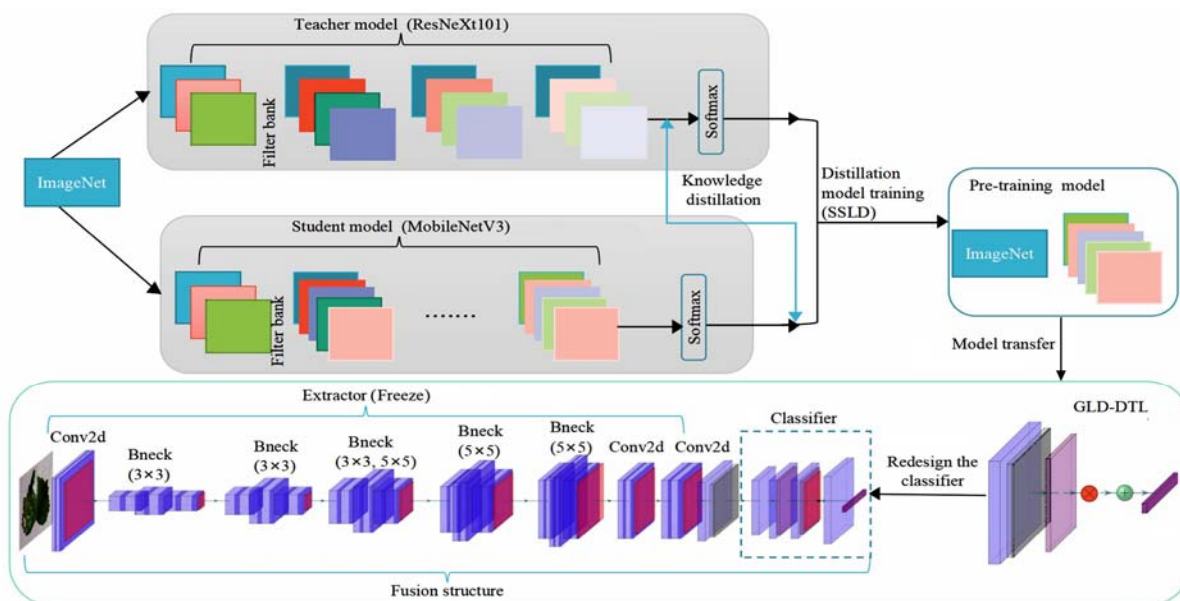 Teacher model (ResNeXt101)
Filter bank
Softmax
ImageNet
Knowledge
distillation
Distillation
model training
(SSLD)
Pre-training model
ImageNet
Student model (MobileNetV3)
Filter bank
.......
Softmax
Model transfer
Extractor (Freeze)
GLD-DTL
Conv2d
Bneck
(3×3)
Bneck
(3×3)
Bneck
(3×3, 5×5)
Bneck
(5×5)
Bneck
(5×5)
Conv2d
Conv2d
Classifier
Redesign the
classifier
Fusion structure